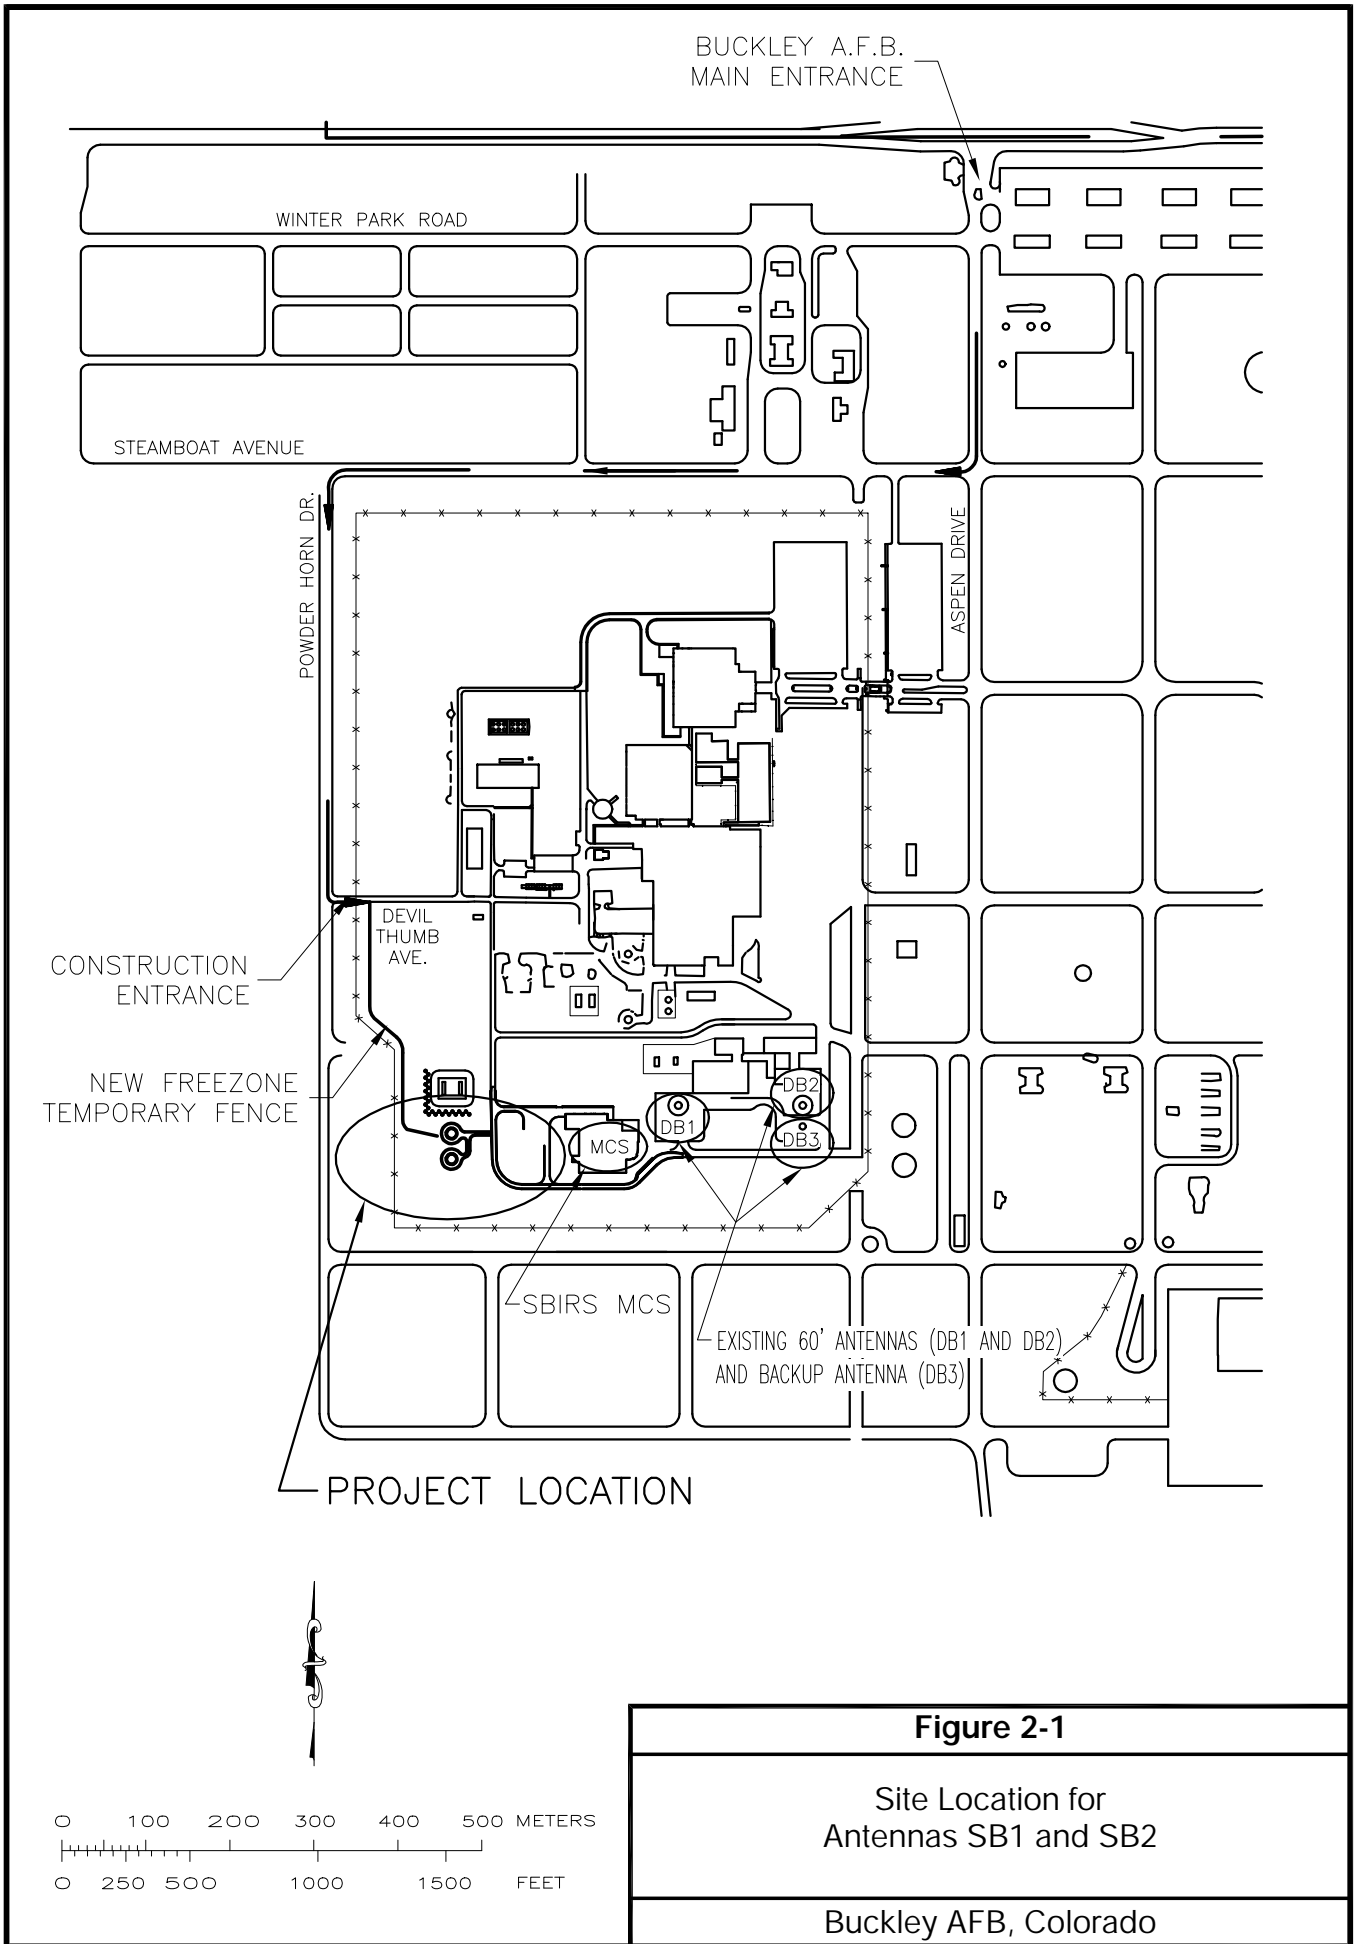 BUCKLEY A.F.B.
MAIN ENTRANCE
WINTER PARK ROAD
STEAMBOAT AVENUE
POWDER HORN DR.
ASPEN DRIVE
DEVIL
THUMB
AVE.
CONSTRUCTION
ENTRANCE
NEW FREEZONE
TEMPORARY FENCE
DB2
DB1
DB3
MCS
SBIRS MCS
EXISTING 60' ANTENNAS (DB1 AND DB2)
AND BACKUP ANTENNA (DB3)
PROJECT LOCATION
Figure 2-1
Site Location for
Antennas SB1 and SB2
Buckley AFB, Colorado
0 100 200 300 400 500 METERS
0 250 500 1000 1500 FEET